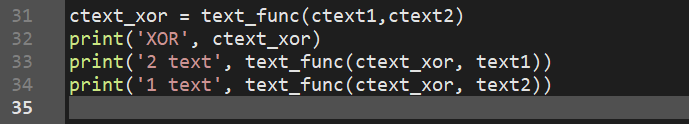 31 ctext_xor = text_func(ctext1,ctext2)
32 print('XOR', ctext_xor)
33 print('2 text', text_func(ctext_xor, text1))
34 print('1 text', text_func(ctext_xor, text2))
35